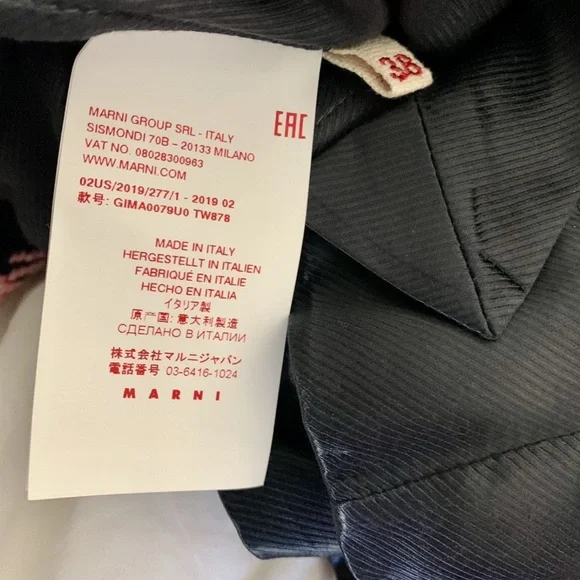 38
EAC
MARNI GROUP SRL - ITALY
SISMONDI 70B - 20133 MILANO
VAT NO. 08028300963
WWW.MARNI.COM
02US/2019/277/1 - 2019 02
款号: GIMA0079U0 TW878
MADE IN ITALY
HERGESTELLT IN ITALIEN
FABRIQUÉ EN ITALIE
HECHO EN ITALIA
イタリア製
原产国: 意大利製造
СДЕЛАНО В ИТАЛИИ
株式会社マルニジャパン
電話番号 03-6416-1024
MARNI